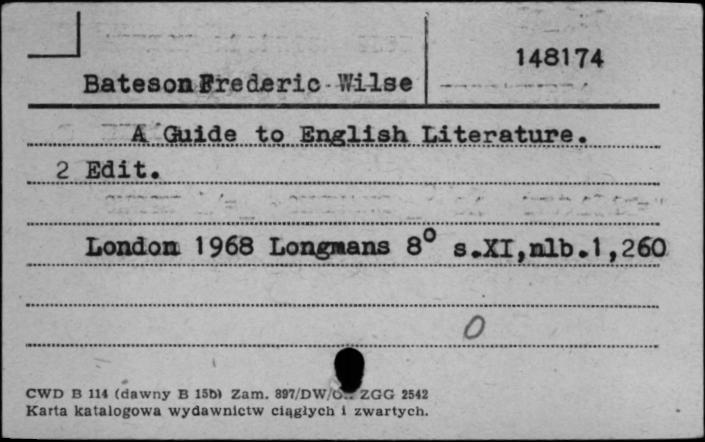 148174
Bateson Frederic Wilse
A Guide to English Literature.
2 Edit.
London 1968 Longmans 8° s.XI,nlb.1,260
0
CWD B 114 (dawny B 15b) Zam. 897/DW/ ZGG 2542
Karta katalogowa wydawnictw ciągłych i zwartych.